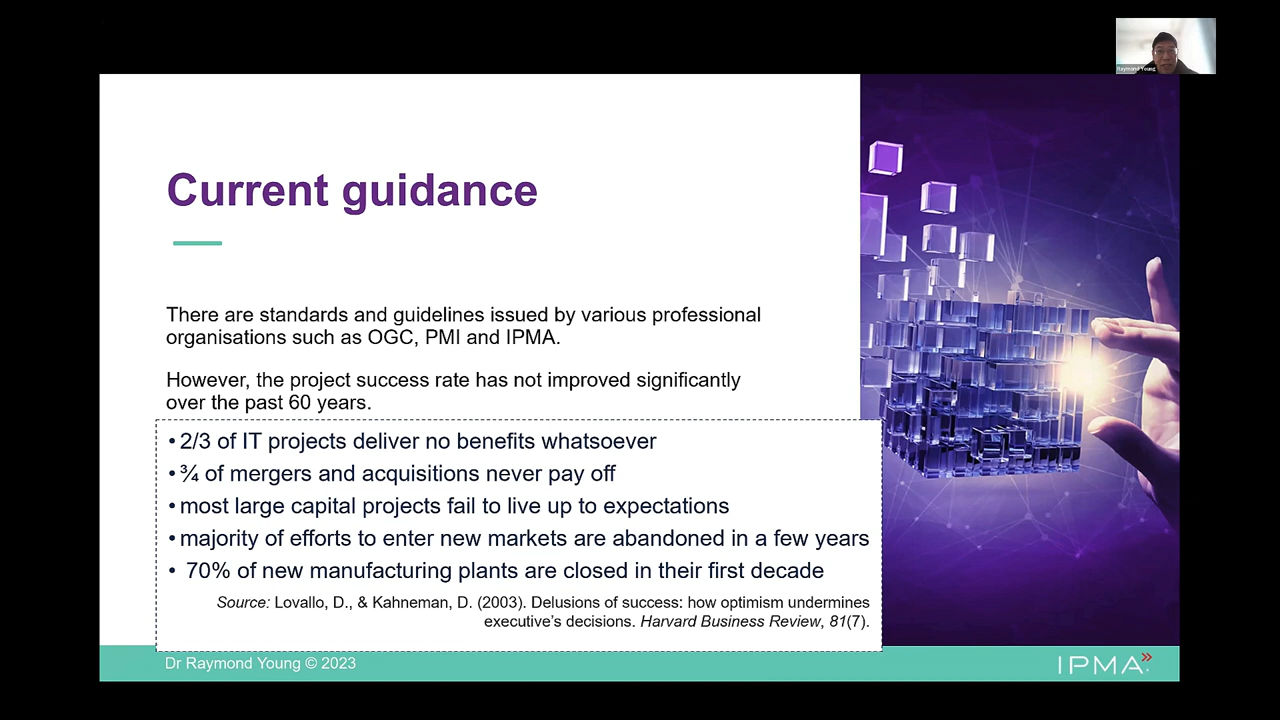 Raymond Young
Current guidance
There are standards and guidelines issued by various professional
organisations such as OGC, PMI and IPMA.
However, the project success rate has not improved significantly
over the past 60 years.
• 2/3 of IT projects deliver no benefits whatsoever
• ¾ of mergers and acquisitions never pay off
• most large capital projects fail to live up to expectations
• majority of efforts to enter new markets are abandoned in a few years
• 70% of new manufacturing plants are closed in their first decade
Source: Lovallo, D., & Kahneman, D. (2003). Delusions of success: how optimism undermines
executive's decisions. Harvard Business Review, 81(7).
Dr Raymond Young © 2023
IPMA